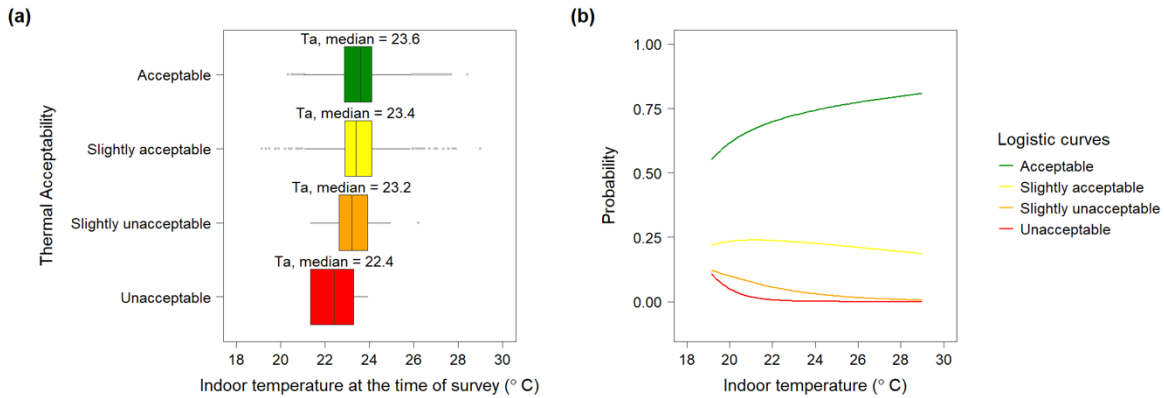 (a)
Thermal Acceptability
Acceptable
Slightly acceptable
Slightly unacceptable
Unacceptable
Ta, median = 23.6
Ta, median = 23.4
Ta, median = 23.2
Ta, median = 22.4
18 20 22 24 26 28 30
Indoor temperature at the time of survey (° C)
(b)
Probability
1.00
0.75
0.50
0.25
0.00
18 20 22 24 26 28 30
Indoor temperature (° C)
Logistic curves
Acceptable
Slightly acceptable
Slightly unacceptable
Unacceptable